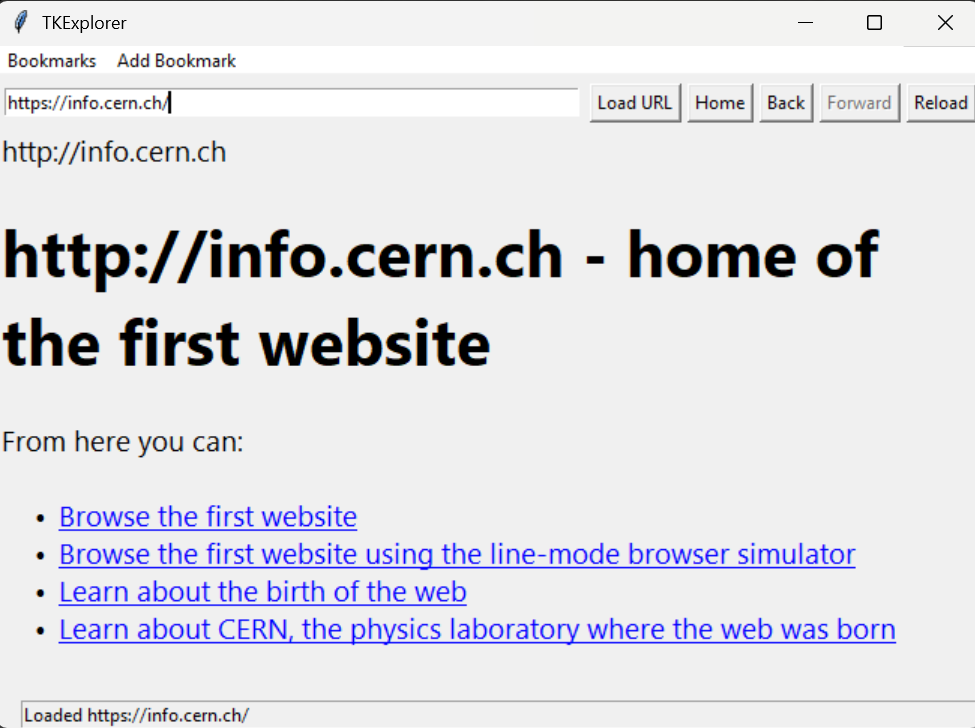 TKExplorer
Bookmarks Add Bookmark
https://info.cern.ch/ Load URL Home Back Forward Reload
http://info.cern.ch
http://info.cern.ch - home of
the first website
From here you can:
• Browse the first website
• Browse the first website using the line-mode browser simulator
• Learn about the birth of the web
• Learn about CERN, the physics laboratory where the web was born
Loaded https://info.cern.ch/